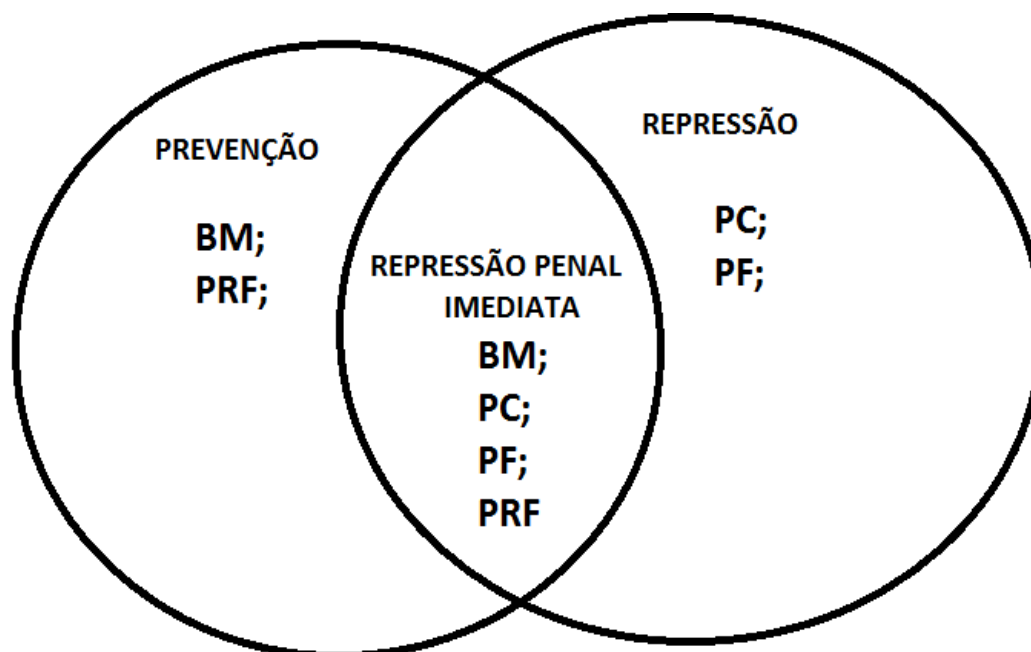 PREVENÇÃO
BM;
PRF;
REPRESSÃO PENAL
IMEDIATA
BM;
PC;
PF;
PRF
REPRESSÃO
PC;
PF;